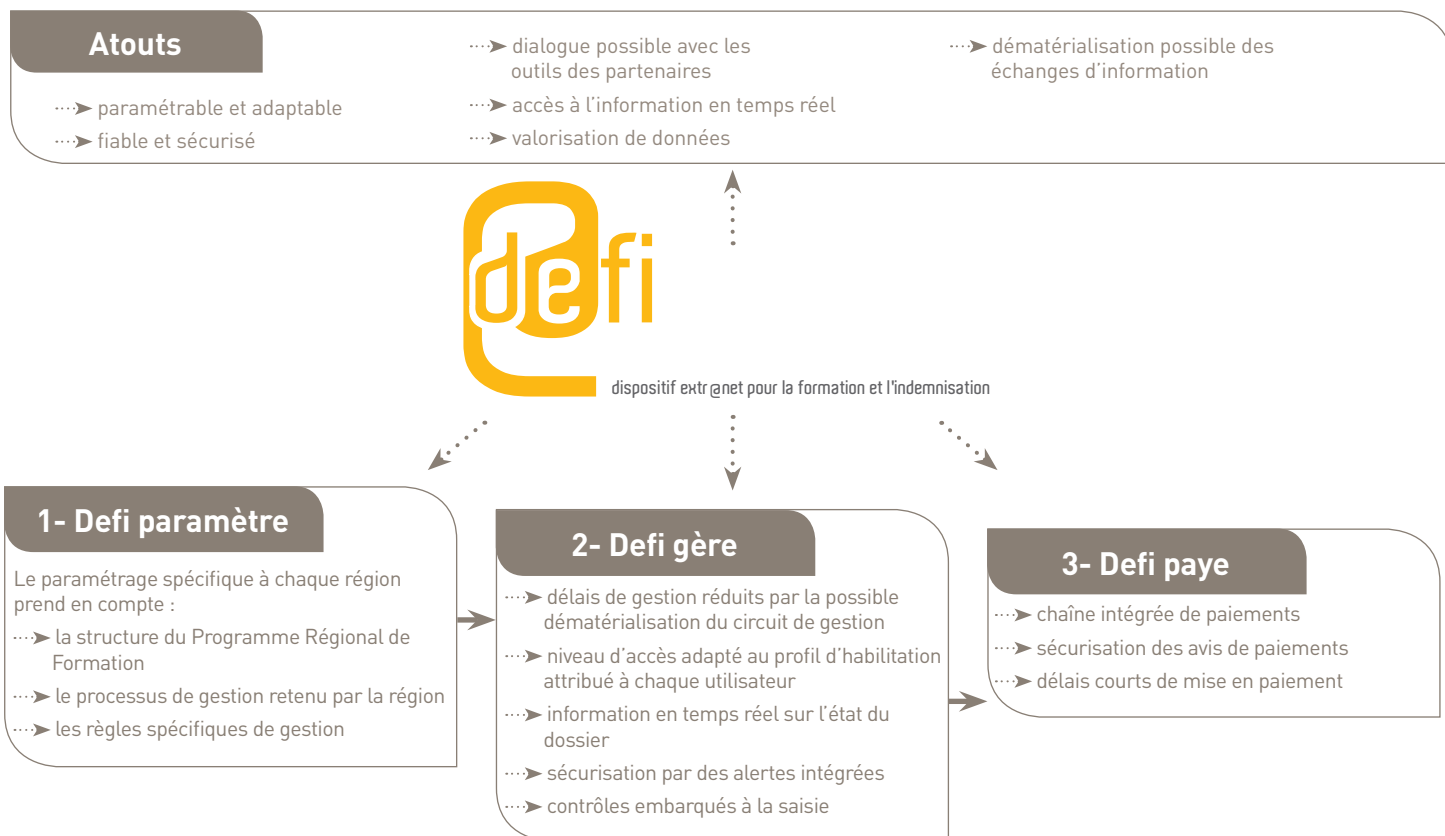 Atouts
paramétrable et adaptable
fiable et sécurisé
dialogue possible avec les
outils des partenaires
accès à l’information en temps réel
valorisation de données
dématérialisation possible des
échanges d’information
defi
dispositif extr@net pour la formation et l'indemnisation
1- Defi paramètre
Le paramétrage spécifique à chaque région
prend en compte :
la structure du Programme Régional de
Formation
le processus de gestion retenu par la région
les règles spécifiques de gestion
2- Defi gère
délais de gestion réduits par la possible
dématérialisation du circuit de gestion
niveau d’accès adapté au profil d’habilitation
attribué à chaque utilisateur
information en temps réel sur l’état du
dossier
sécurisation par des alertes intégrées
contrôles embarqués à la saisie
3- Defi paye
chaîne intégrée de paiements
sécurisation des avis de paiements
délais courts de mise en paiement